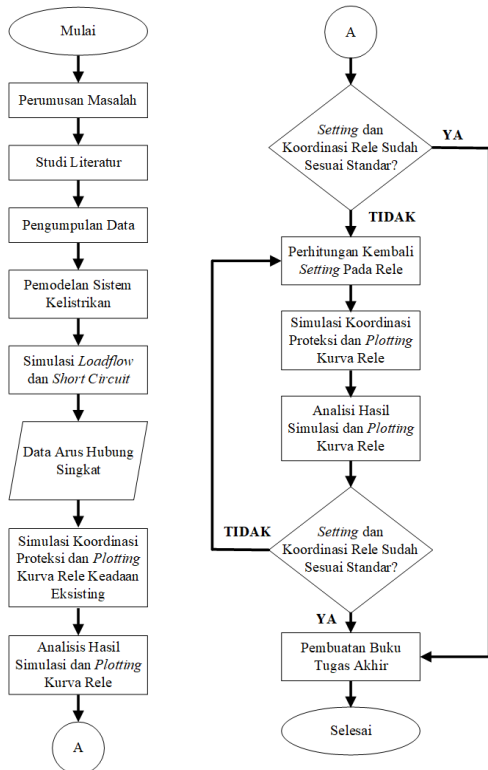 Mulai
Perumusan Masalah
Studi Literatur
Pengumpulan Data
Pemodelan Sistem
Kelistrikan
Simulasi Loadflow
dan Short Circuit
Data Arus Hubung
Singkat
Simulasi Koordinasi
Proteksi dan Plotting
Kurva Rele Keadaan
Eksisting
Analisis Hasil
Simulasi dan Plotting
Kurva Rele
A
A
Setting dan
Koordinasi Rele Sudah
Sesuai Standar?
YA
TIDAK
Perhitungan Kembali
Setting Pada Rele
Simulasi Koordinasi
Proteksi dan Plotting
Kurva Rele
Analisi Hasil
Simulasi dan Plotting
Kurva Rele
TIDAK
Setting dan
Koordinasi Rele Sudah
Sesuai Standar?
YA
Pembuatan Buku
Tugas Akhir
Selesai